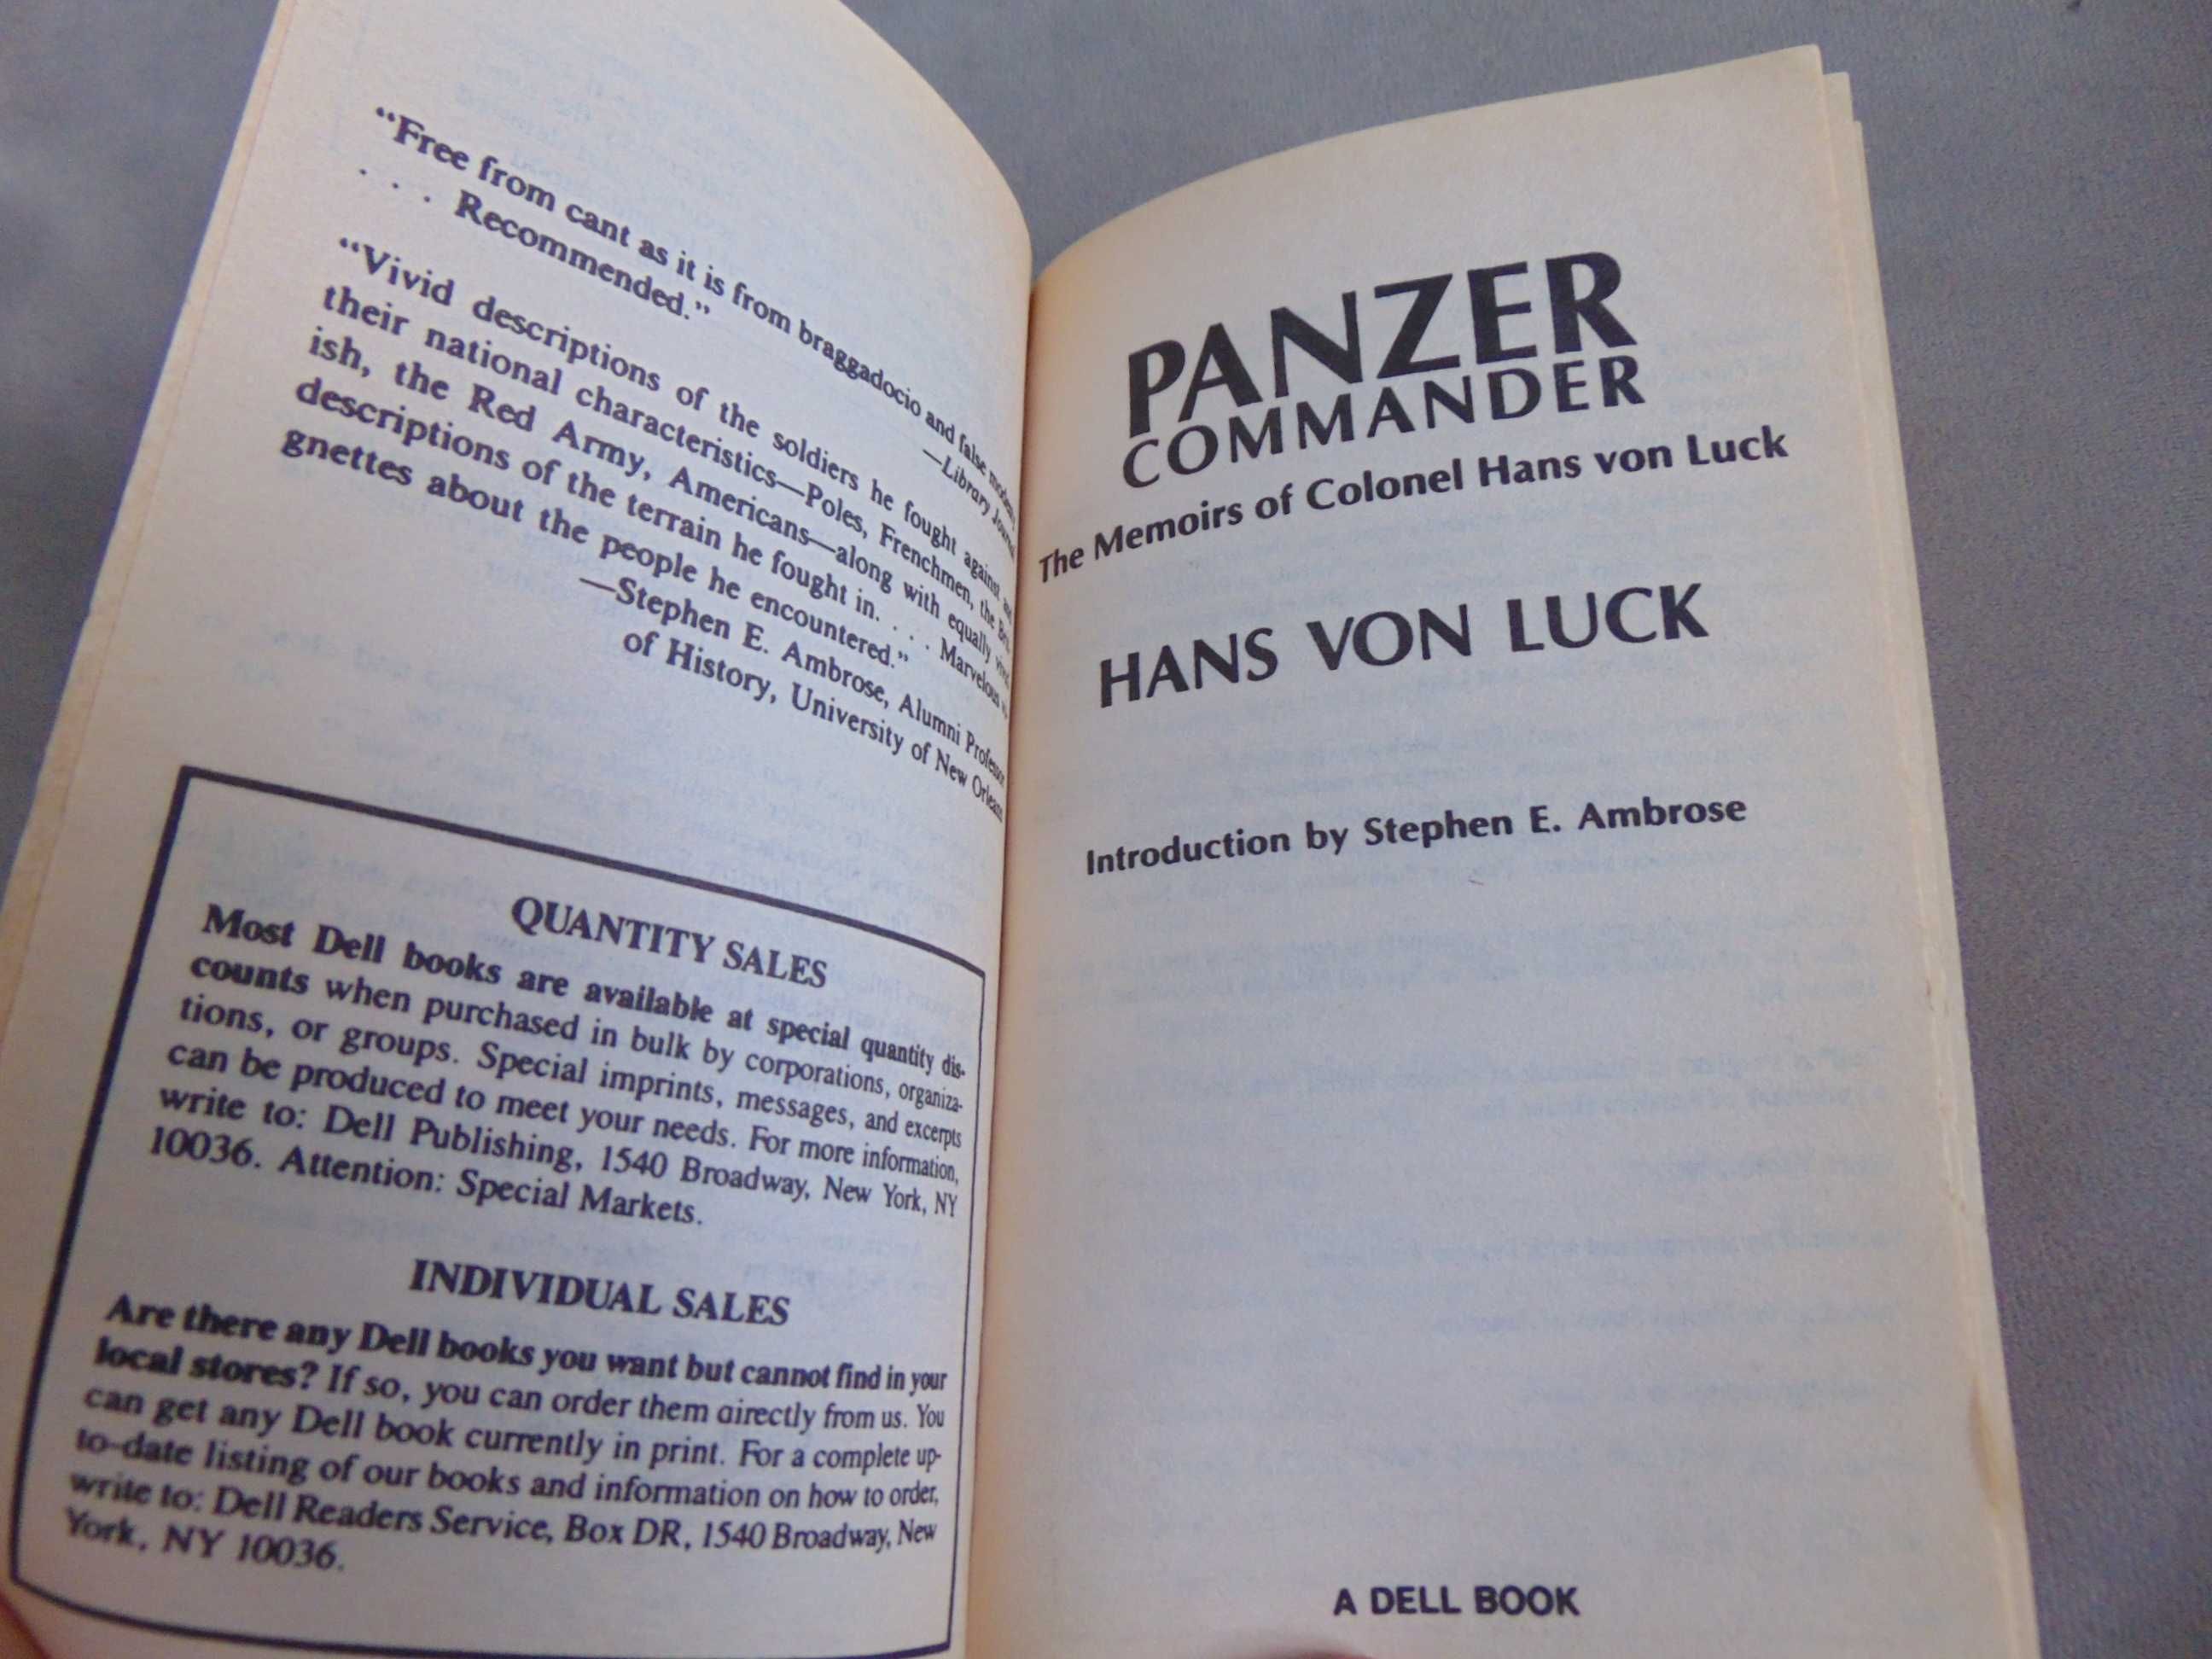 “Free from cant as it is from braggadocio and false
. . . Recommended.”
—Library Journal
“Vivid descriptions of the soldiers he fought against and
their national characteristics—Poles, Frenchmen, the Brit-
ish, the Red Army, Americans—along with equally vivid
descriptions of the terrain he fought in. . . . Marvelous
gnettes about the people he encountered.”
—Stephen E. Ambrose, Alumni Professor
of History, University of New Orleans
QUANTITY SALES
Most Dell books are available at special quantity dis-
counts when purchased in bulk by corporations, organiza-
tions, or groups. Special imprints, messages, and excerpts
can be produced to meet your needs. For more information,
write to: Dell Publishing, 1540 Broadway, New York, NY
10036. Attention: Special Markets.
INDIVIDUAL SALES
Are there any Dell books you want but cannot find in your
local stores? If so, you can order them directly from us. You
can get any Dell book currently in print. For a complete up-
to-date listing of our books and information on how to order,
write to: Dell Readers Service, Box DR, 1540 Broadway, New
York, NY 10036.
PANZER
COMMANDER
The Memoirs of Colonel Hans von Luck
HANS VON LUCK
Introduction by Stephen E. Ambrose
A DELL BOOK